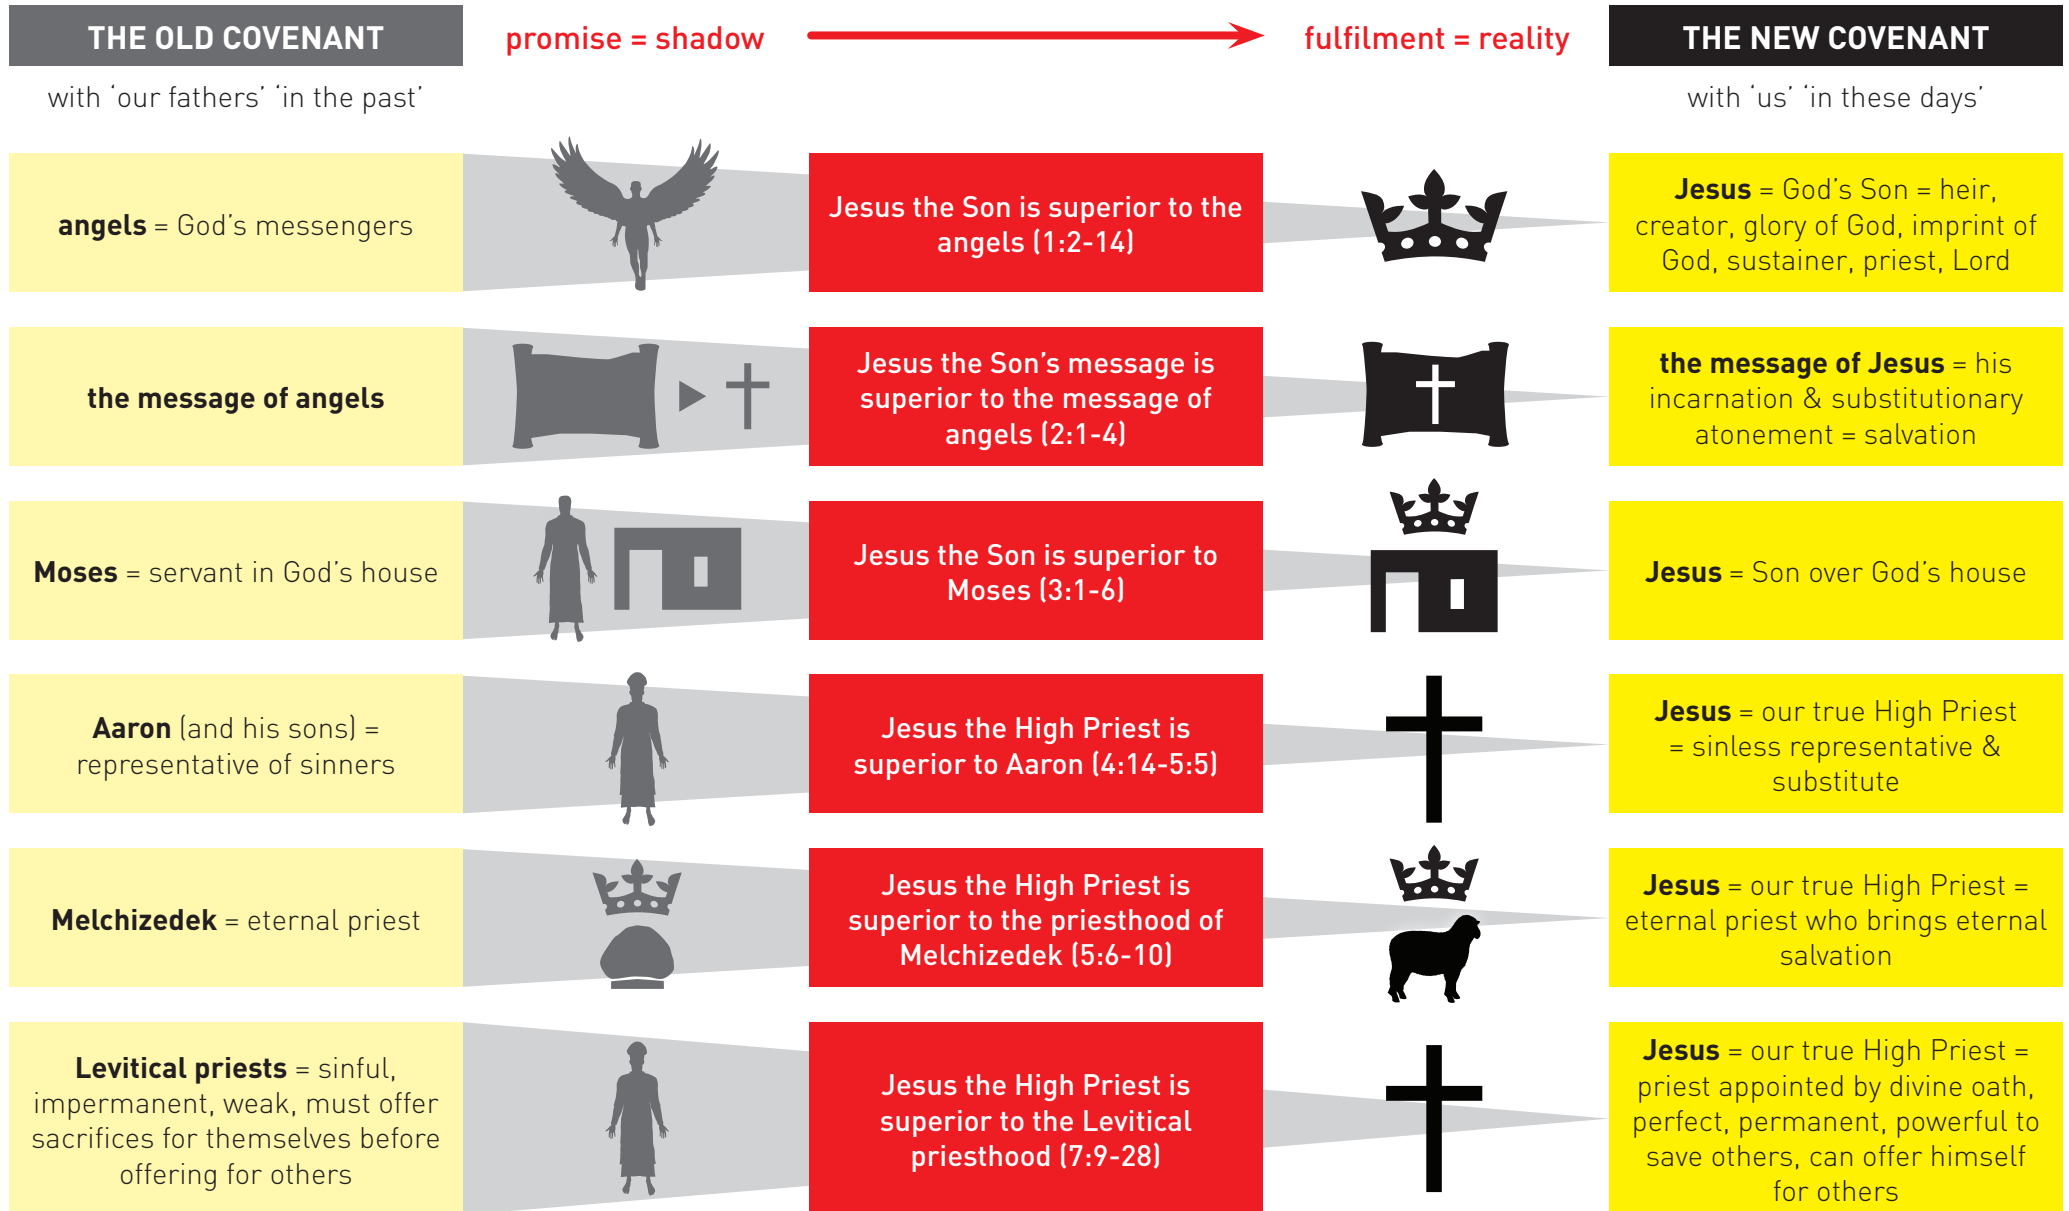 THE OLD COVENANT
promise = shadow
fulfilment = reality
THE NEW COVENANT
with ‘our fathers’ ‘in the past’
with ‘us’ ‘in these days’
angels = God’s messengers
Jesus the Son is superior to the
angels (1:2-14)
Jesus = God’s Son = heir,
creator, glory of God, imprint of
God, sustainer, priest, Lord
the message of angels
Jesus the Son’s message is
superior to the message of
angels (2:1-4)
the message of Jesus = his
incarnation & substitutionary
atonement = salvation
Moses = servant in God’s house
Jesus the Son is superior to
Moses (3:1-6)
Jesus = Son over God’s house
Aaron (and his sons) =
representative of sinners
Jesus the High Priest is
superior to Aaron (4:14-5:5)
Jesus = our true High Priest
= sinless representative &
substitute
Melchizedek = eternal priest
Jesus the High Priest is
superior to the priesthood of
Melchizedek (5:6-10)
Jesus = our true High Priest =
eternal priest who brings eternal
salvation
Levitical priests = sinful,
impermanent, weak, must offer
sacrifices for themselves before
offering for others
Jesus the High Priest is
superior to the Levitical
priesthood (7:9-28)
Jesus = our true High Priest =
priest appointed by divine oath,
perfect, permanent, powerful to
save others, can offer himself
for others